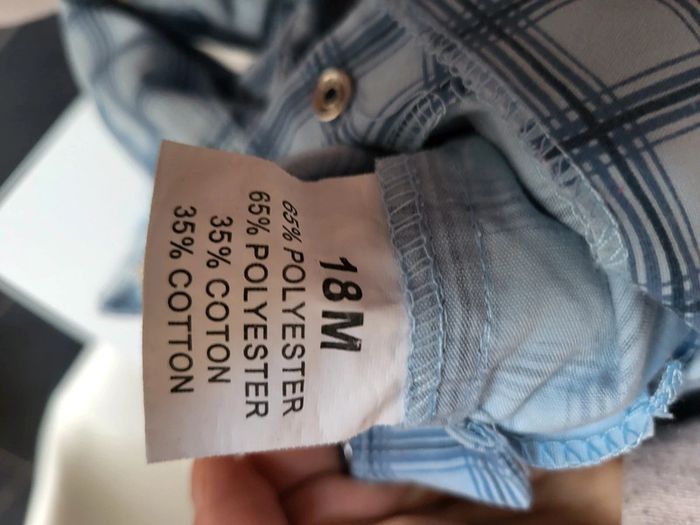 18M
65% POLYESTER
65% POLYESTER
35% COTON
35% COTTON